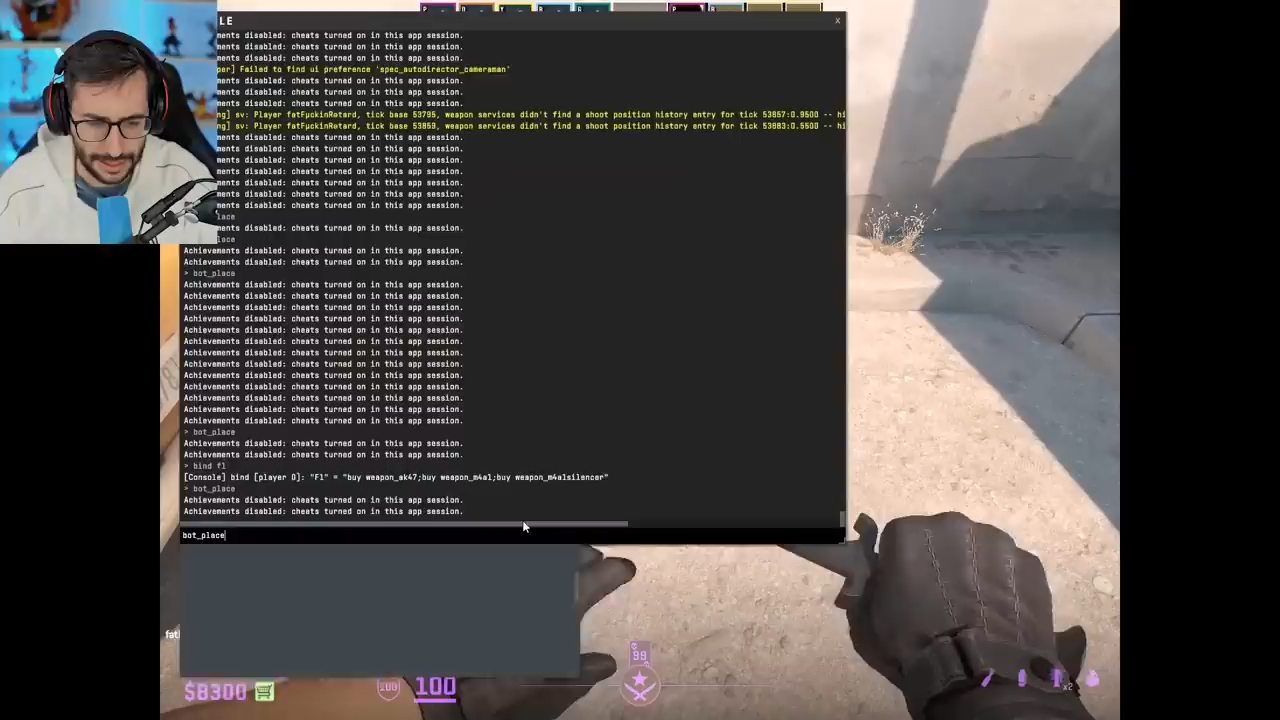 LE
x
ments disabled: cheats turned on in this app session.
ments disabled: cheats turned on in this app session.
ments disabled: cheats turned on in this app session.
per] Failed to find ui preference 'spec_autodirector_cameraman'
ments disabled: cheats turned on in this app session.
ments disabled: cheats turned on in this app session.
ments disabled: cheats turned on in this app session.
ng] sv: Player fatFuckinRetard, tick base 53795, weapon services didn't find a shoot position history entry for tick 53857:0.9500 -- hi
ng] sv: Player fatFuckinRetard, tick base 53850, weapon services didn't find a shoot position history entry for tick 53883:0.5500 -- hi
ments disabled: cheats turned on in this app session.
ments disabled: cheats turned on in this app session.
ments disabled: cheats turned on in this app session.
ments disabled: cheats turned on in this app session.
ments disabled: cheats turned on in this app session.
ments disabled: cheats turned on in this app session.
ments disabled: cheats turned on in this app session.
lace
ments disabled: cheats turned on in this app session.
lace
Achievements disabled: cheats turned on in this app session.
Achievements disabled: cheats turned on in this app session.
> bot_place
Achievements disabled: cheats turned on in this app session.
Achievements disabled: cheats turned on in this app session.
Achievements disabled: cheats turned on in this app session.
Achievements disabled: cheats turned on in this app session.
Achievements disabled: cheats turned on in this app session.
Achievements disabled: cheats turned on in this app session.
Achievements disabled: cheats turned on in this app session.
Achievements disabled: cheats turned on in this app session.
Achievements disabled: cheats turned on in this app session.
Achievements disabled: cheats turned on in this app session.
Achievements disabled: cheats turned on in this app session.
Achievements disabled: cheats turned on in this app session.
Achievements disabled: cheats turned on in this app session.
> bot_place
Achievements disabled: cheats turned on in this app session.
Achievements disabled: cheats turned on in this app session.
> bind f1
[Console] bind [player 0]: "F1" = "buy weapon_ak47;buy weapon_m4a1;buy weapon_m4a1silencer"
> bot_place
Achievements disabled: cheats turned on in this app session.
Achievements disabled: cheats turned on in this app session.
bot_place
fat
99
$8300
100
100
x2